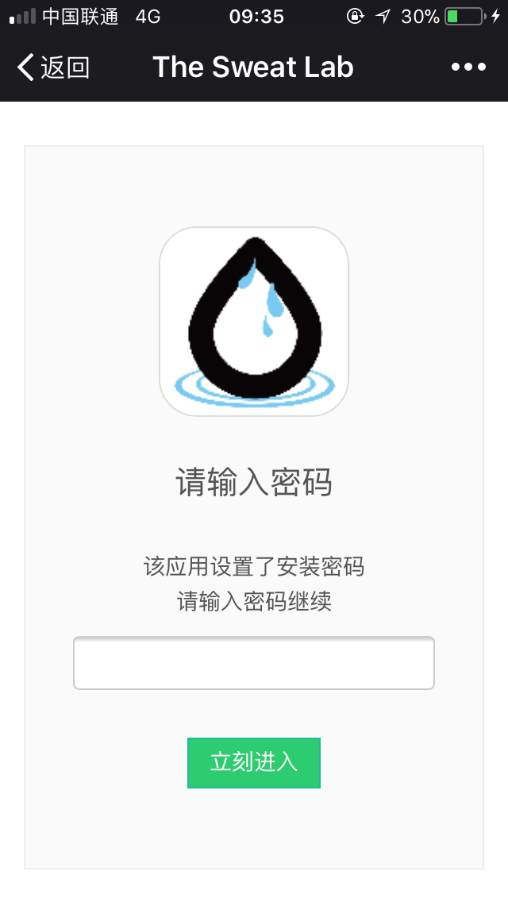 中国联通 4G 09:35 30%
返回 The Sweat Lab
请输入密码
该应用设置了安装密码
请输入密码继续
立刻进入